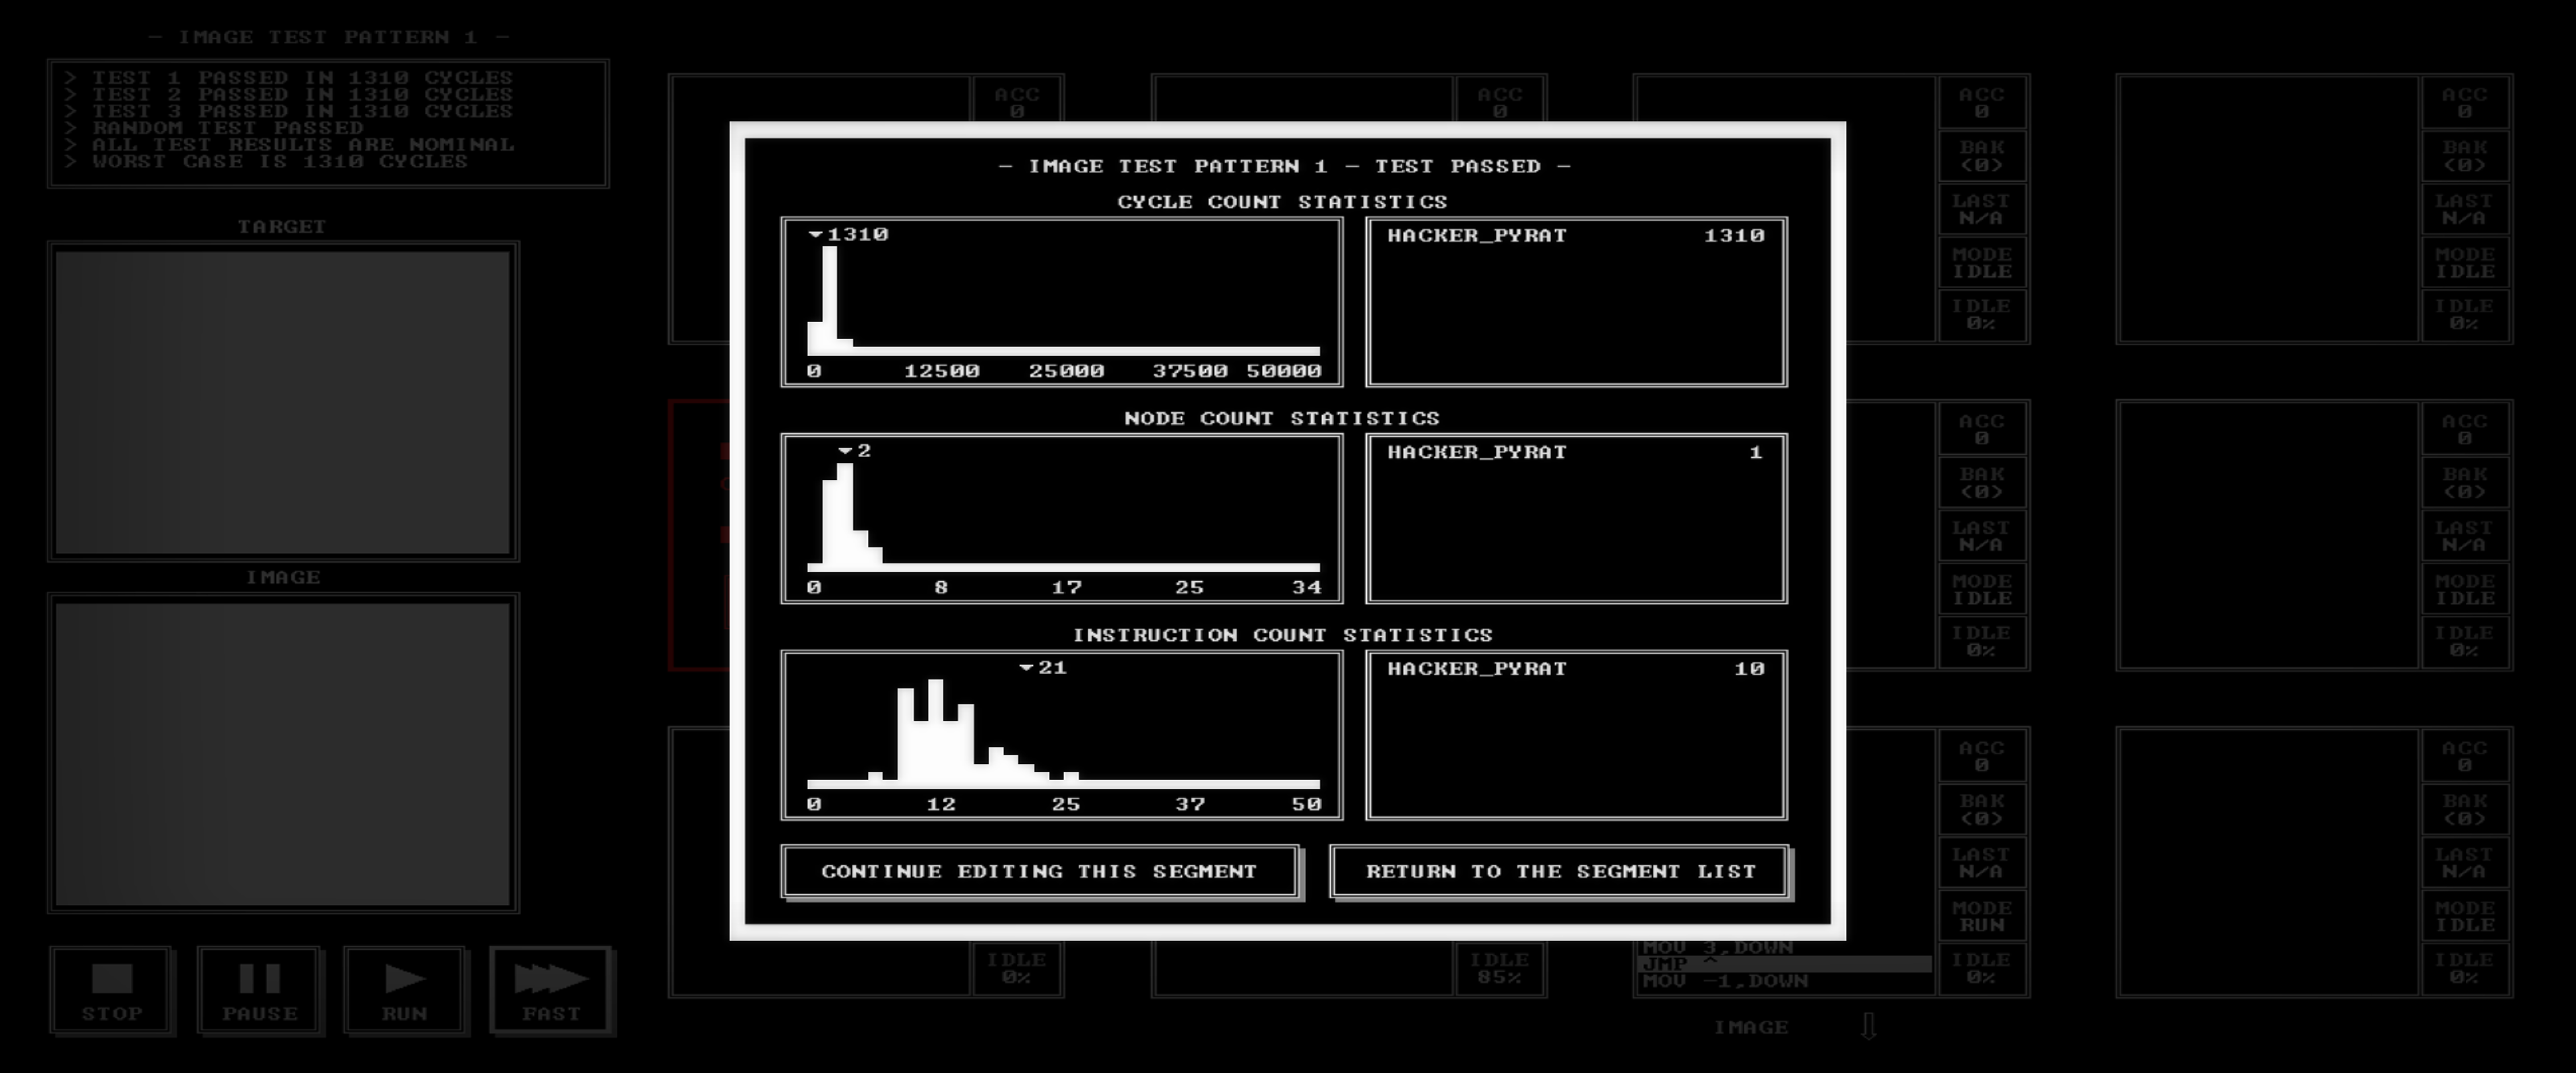 - IMAGE TEST PATTERN 1 -
> TEST 1 PASSED IN 1310 CYCLES
> TEST 2 PASSED IN 1310 CYCLES
> TEST 3 PASSED IN 1310 CYCLES
> RANDOM TEST PASSED
> ALL TEST RESULTS ARE NOMINAL
> WORST CASE IS 1310 CYCLES
TARGET
IMAGE
STOP
PAUSE
RUN
FAST
- IMAGE TEST PATTERN 1 - TEST PASSED -
CYCLE COUNT STATISTICS
1310
0 12500 25000 37500 50000
HACKER_PYRAT 1310
NODE COUNT STATISTICS
2
0 8 17 25 34
HACKER_PYRAT 1
INSTRUCTION COUNT STATISTICS
21
0 12 25 37 50
HACKER_PYRAT 10
CONTINUE EDITING THIS SEGMENT
RETURN TO THE SEGMENT LIST
ACC
0
ACC
0
ACC
0
BAK
(0)
LAST
N/A
MODE
IDLE
IDLE
0%
ACC
0
BAK
(0)
LAST
N/A
MODE
IDLE
IDLE
0%
ACC
0
BAK
(0)
LAST
N/A
MODE
IDLE
IDLE
0%
ACC
0
BAK
(0)
LAST
N/A
MODE
IDLE
IDLE
0%
IDLE
0%
IDLE
85%
MOV 3,DOWN
JMP ^
MOV -1,DOWN
ACC
0
BAK
(0)
LAST
N/A
MODE
RUN
IDLE
0%
ACC
0
BAK
(0)
LAST
N/A
MODE
IDLE
IDLE
0%
IMAGE